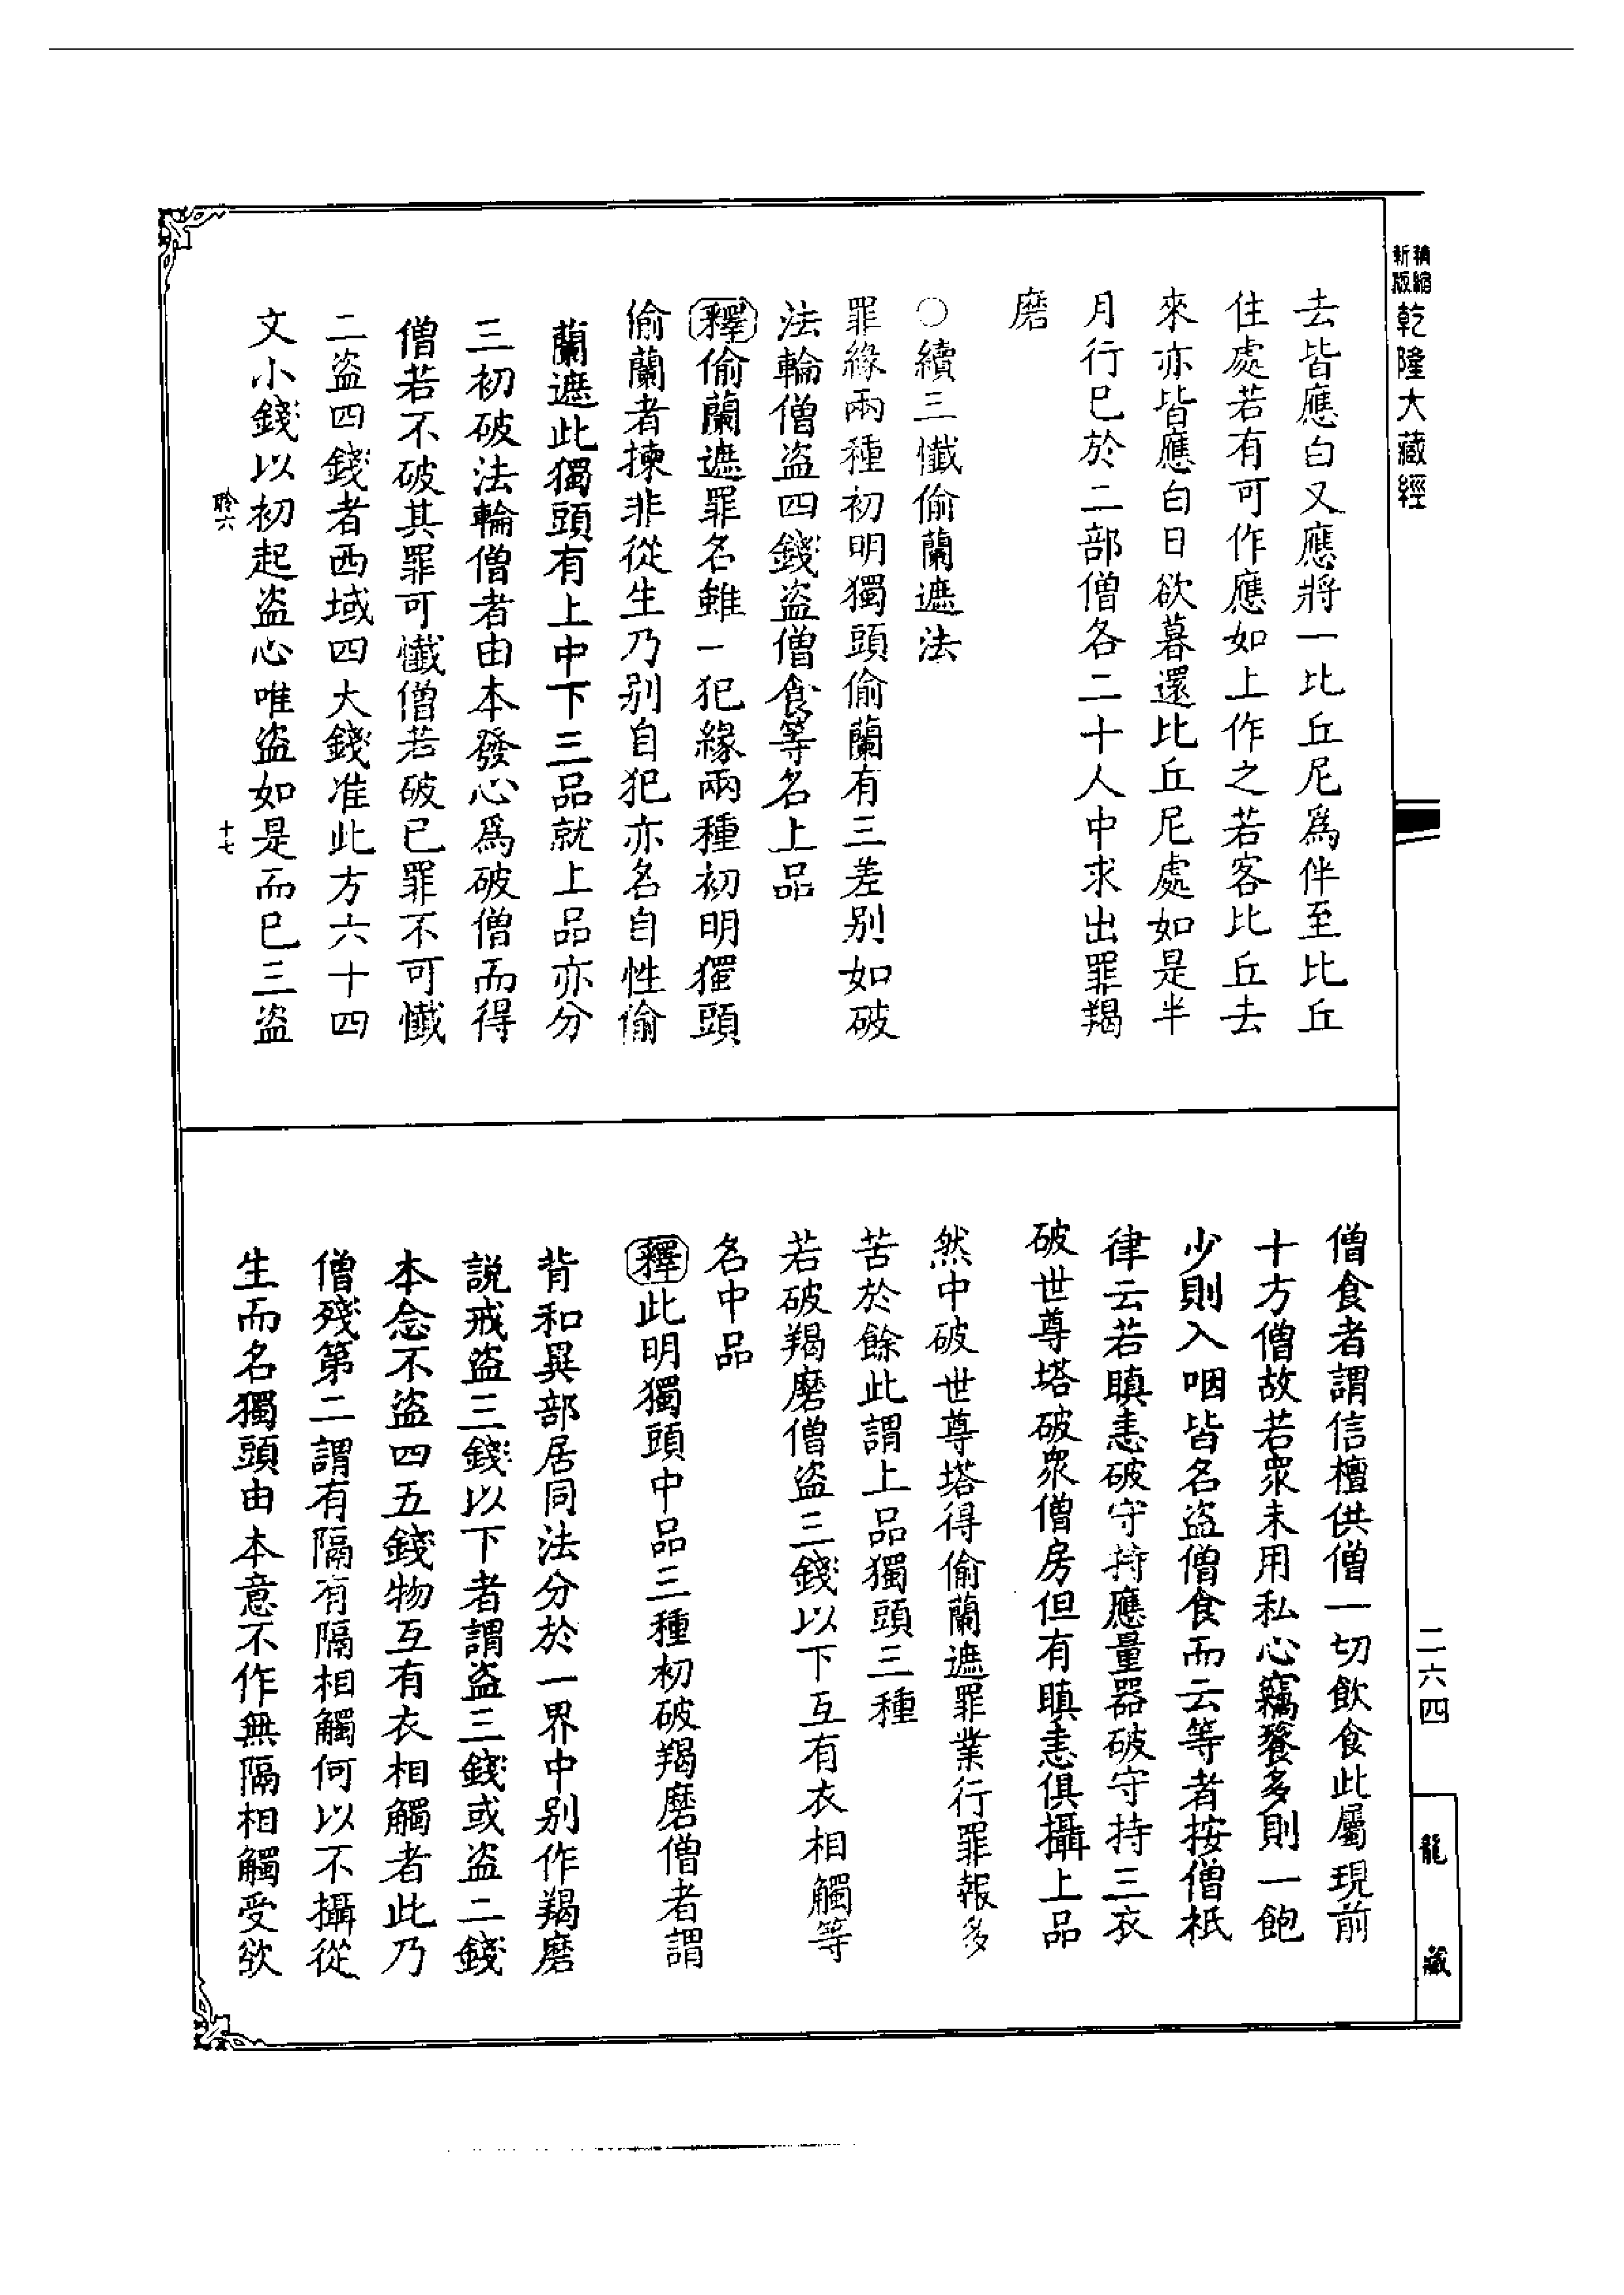 新版精縮
乾隆大藏經
去皆應白又應將一比丘尼爲伴至比丘
住處若有可作應如上作之若客比丘去
來亦皆應白日欲暮還比丘尼處如是半
月行已於二部僧各二十人中求出罪羯
磨
○續三懺偷蘭遮法
罪緣兩種初明獨頭偷蘭有三差别如破
法輪僧盜四錢盜僧食等名上品
釋偷蘭遮罪名雖一犯緣兩種初明獨頭
偷蘭者揀非從生乃别自犯亦名自性偷
蘭遮此獨頭有上中下三品就上品亦分
三初破法輪僧者由本發心爲破僧而得
僧若不破其罪可懺僧若破已罪不可懺
二盜四錢者西域四大錢准此方六十四
文小錢以初起盜心唯盜如是而已三盜
聆六
十七
僧食者謂信檀供僧一切飲食此屬現前
十方僧故若衆未用私心竊餐多則一飽
少則入咽皆名盜僧食而云等者按僧祇
律云若瞋恚破守持應量器破守持三衣
破世尊塔破衆僧房但有瞋恚俱攝上品
然中破世尊塔得偷蘭遮罪業行罪報多
苦於餘此謂上品獨頭三種
若破羯磨僧盜三錢以下互有衣相觸等
名中品
釋此明獨頭中品三種初破羯磨僧者謂
背和異部居同法分於一界中别作羯磨
說戒盜三錢以下者謂盜三錢或盜二錢
本念不盜四五錢物互有衣相觸者此乃
僧殘第二謂有隔有隔相觸何以不攝從
生而名獨頭由本意不作無隔相觸受欲
二六四
龍藏